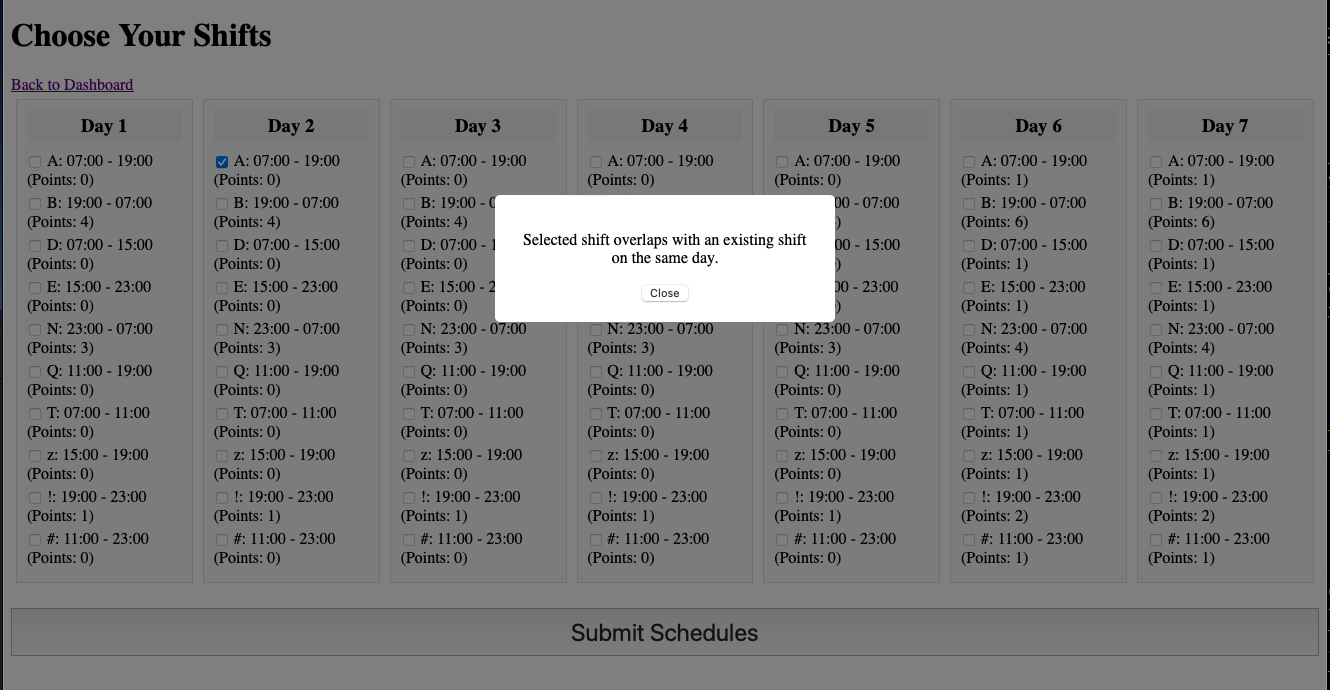 Choose Your Shifts
Back to Dashboard
Day 1
A: 07:00 - 19:00
(Points: 0)
B: 19:00 - 07:00
(Points: 4)
D: 07:00 - 15:00
(Points: 0)
E: 15:00 - 23:00
(Points: 0)
N: 23:00 - 07:00
(Points: 3)
Q: 11:00 - 19:00
(Points: 0)
T: 07:00 - 11:00
(Points: 0)
z: 15:00 - 19:00
(Points: 0)
!: 19:00 - 23:00
(Points: 1)
#: 11:00 - 23:00
(Points: 0)
Day 2
A: 07:00 - 19:00
(Points: 0)
B: 19:00 - 07:00
(Points: 4)
D: 07:00 - 15:00
(Points: 0)
E: 15:00 - 23:00
(Points: 0)
N: 23:00 - 07:00
(Points: 3)
Q: 11:00 - 19:00
(Points: 0)
T: 07:00 - 11:00
(Points: 0)
z: 15:00 - 19:00
(Points: 0)
!: 19:00 - 23:00
(Points: 1)
#: 11:00 - 23:00
(Points: 0)
Day 3
A: 07:00 - 19:00
(Points: 0)
B: 19:00 -
(Points: 4)
D: 07:00 -
(Points: 0)
E: 15:00 -
(Points: 0)
N: 23:00 - 07:00
(Points: 3)
Q: 11:00 - 19:00
(Points: 0)
T: 07:00 - 11:00
(Points: 0)
z: 15:00 - 19:00
(Points: 0)
!: 19:00 - 23:00
(Points: 1)
#: 11:00 - 23:00
(Points: 0)
Day 4
A: 07:00 - 19:00
(Points: 0)
N: 23:00 - 07:00
(Points: 3)
Q: 11:00 - 19:00
(Points: 0)
T: 07:00 - 11:00
(Points: 0)
z: 15:00 - 19:00
(Points: 0)
!: 19:00 - 23:00
(Points: 1)
#: 11:00 - 23:00
(Points: 0)
Day 5
A: 07:00 - 19:00
(Points: 0)
- 07:00
- 15:00
- 23:00
N: 23:00 - 07:00
(Points: 3)
Q: 11:00 - 19:00
(Points: 0)
T: 07:00 - 11:00
(Points: 0)
z: 15:00 - 19:00
(Points: 0)
!: 19:00 - 23:00
(Points: 1)
#: 11:00 - 23:00
(Points: 0)
Day 6
A: 07:00 - 19:00
(Points: 1)
B: 19:00 - 07:00
(Points: 6)
D: 07:00 - 15:00
(Points: 1)
E: 15:00 - 23:00
(Points: 1)
N: 23:00 - 07:00
(Points: 4)
Q: 11:00 - 19:00
(Points: 1)
T: 07:00 - 11:00
(Points: 1)
z: 15:00 - 19:00
(Points: 1)
!: 19:00 - 23:00
(Points: 2)
#: 11:00 - 23:00
(Points: 1)
Day 7
A: 07:00 - 19:00
(Points: 1)
B: 19:00 - 07:00
(Points: 6)
D: 07:00 - 15:00
(Points: 1)
E: 15:00 - 23:00
(Points: 1)
N: 23:00 - 07:00
(Points: 4)
Q: 11:00 - 19:00
(Points: 1)
T: 07:00 - 11:00
(Points: 1)
z: 15:00 - 19:00
(Points: 1)
!: 19:00 - 23:00
(Points: 2)
#: 11:00 - 23:00
(Points: 1)
Selected shift overlaps with an existing shift
on the same day.
Close
Submit Schedules